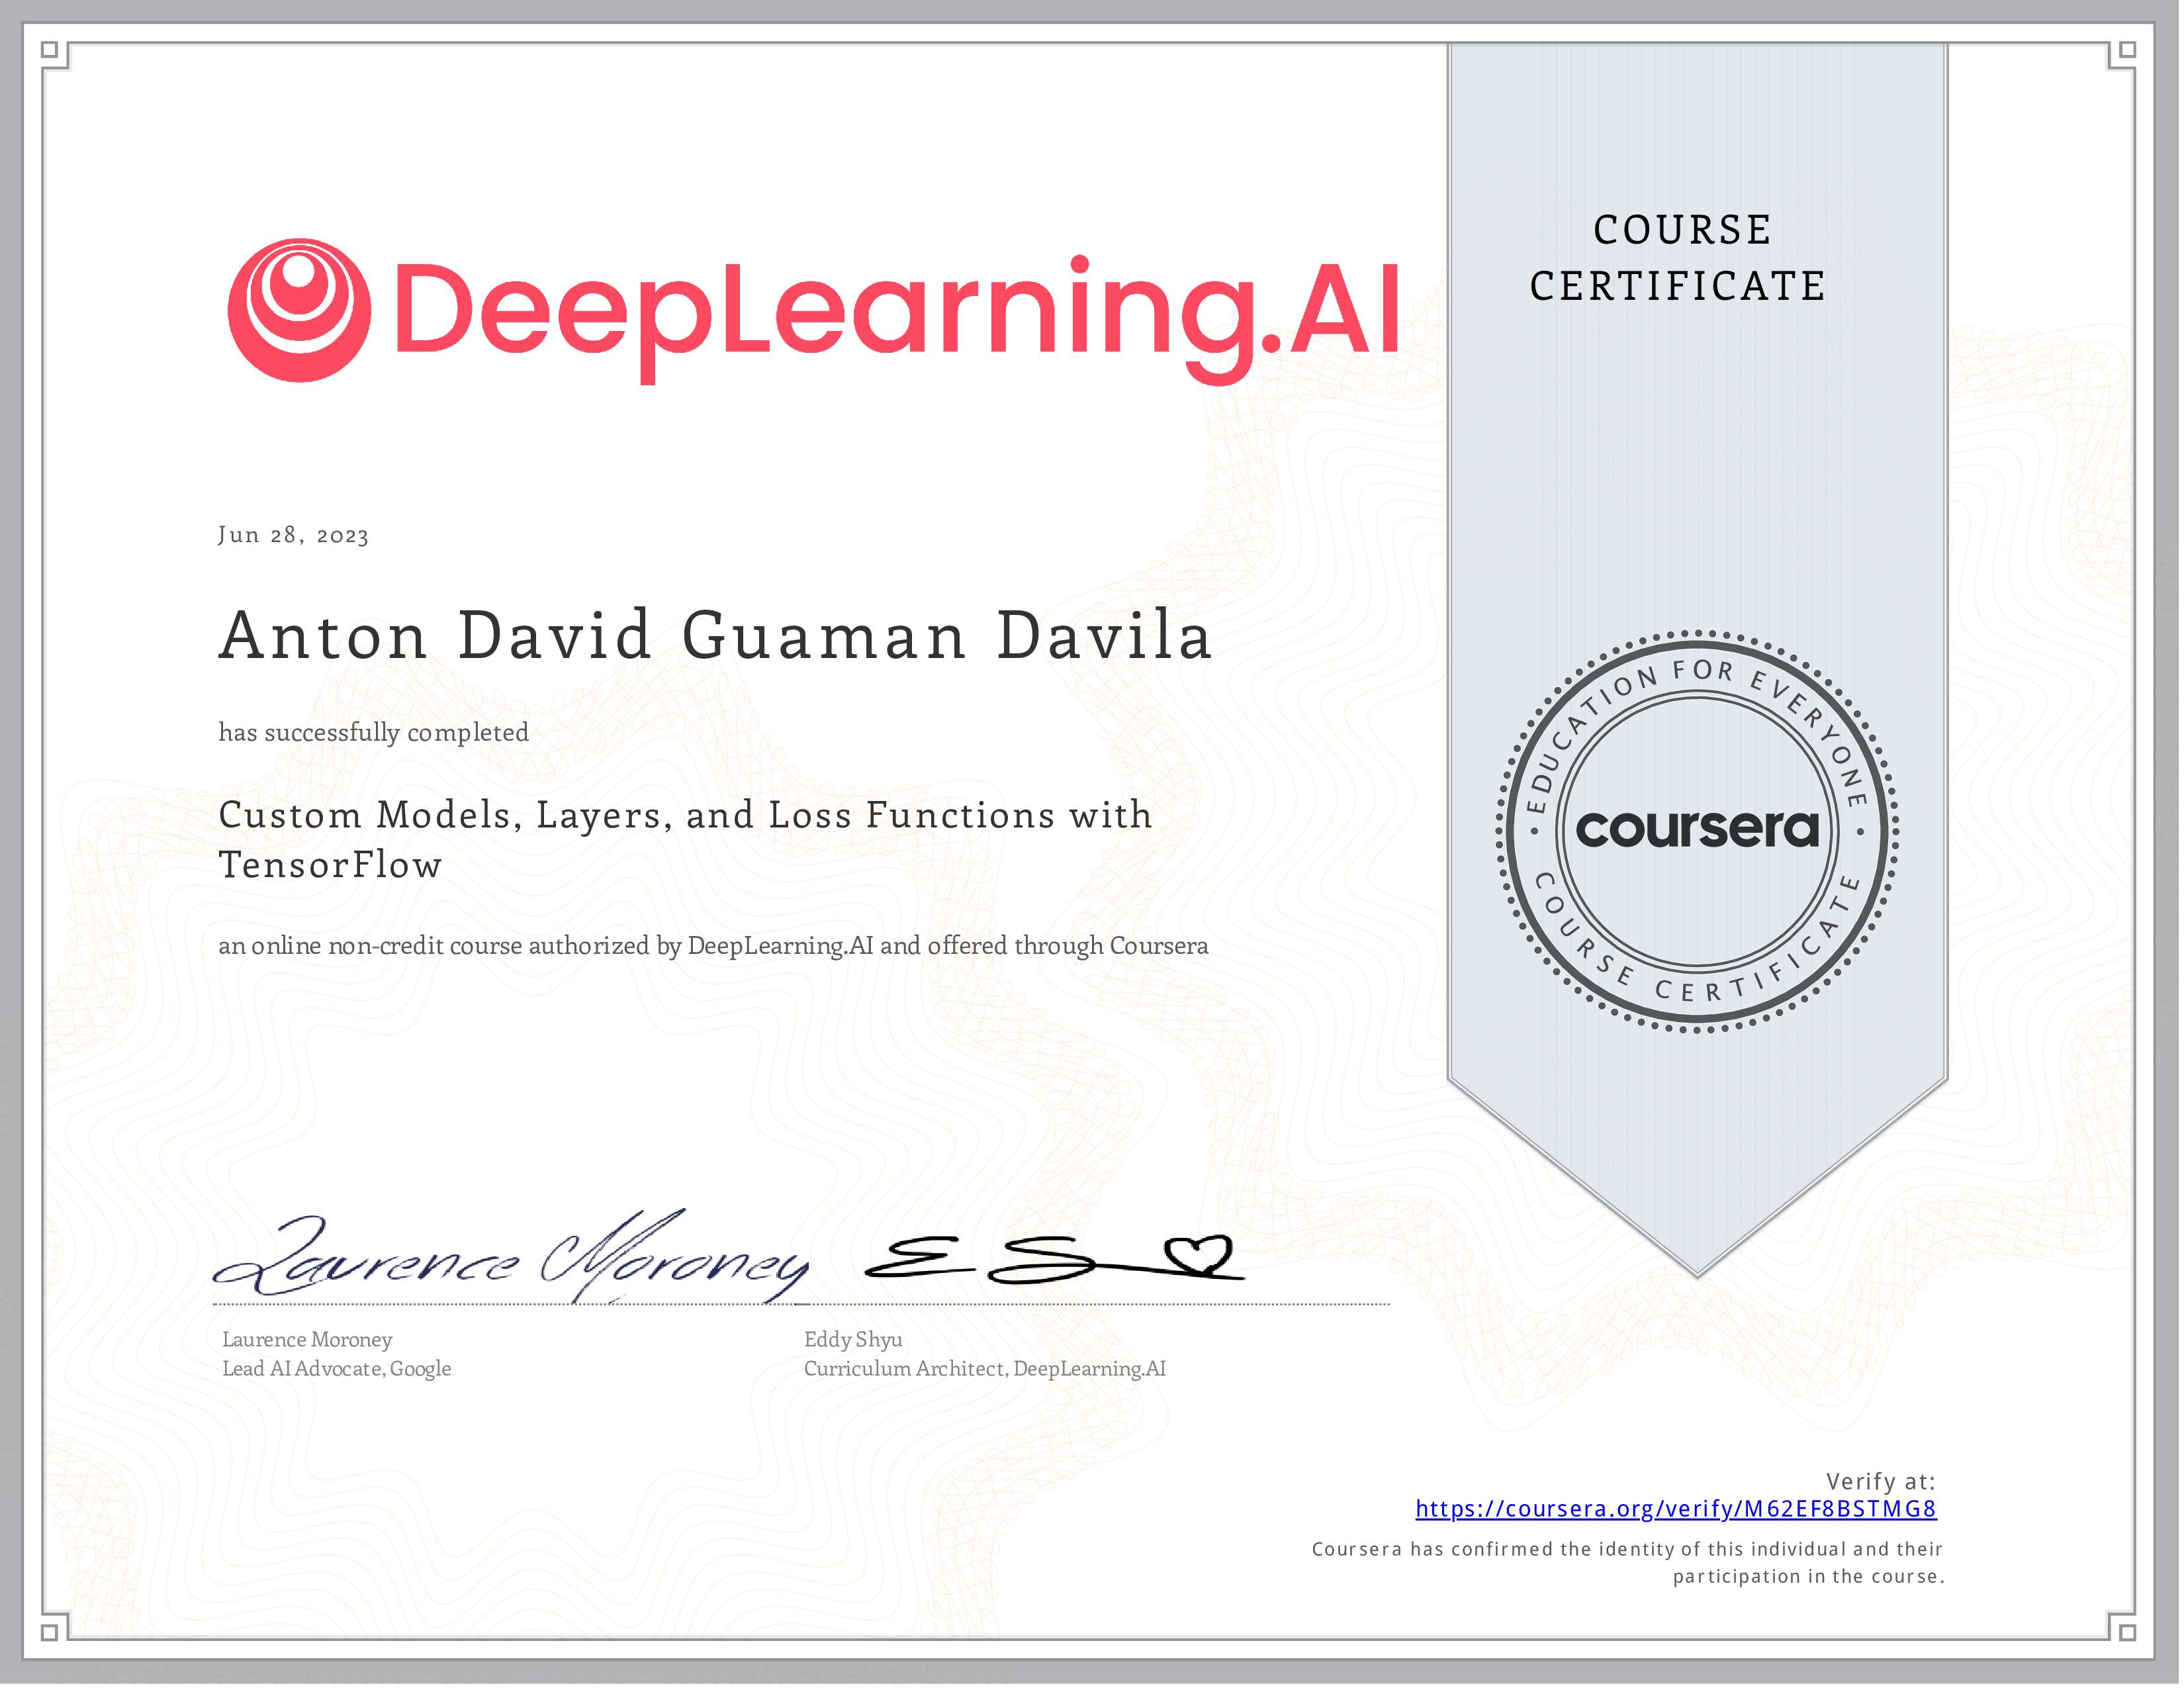 DeepLearning.AI
COURSE
CERTIFICATE
Jun 28, 2023
Anton David Guaman Davila
has successfully completed
Custom Models, Layers, and Loss Functions with
TensorFlow
an online non-credit course authorized by DeepLearning.AI and offered through Coursera
EDUCATION FOR EVERYONE
coursera
COURSE CERTIFICATE
Laurence Moroney
E S
Laurence Moroney
Lead AI Advocate, Google
Eddy Shyu
Curriculum Architect, DeepLearning.AI
Verify at:
https://coursera.org/verify/M62EF8BSTMG8
Coursera has confirmed the identity of this individual and their
participation in the course.